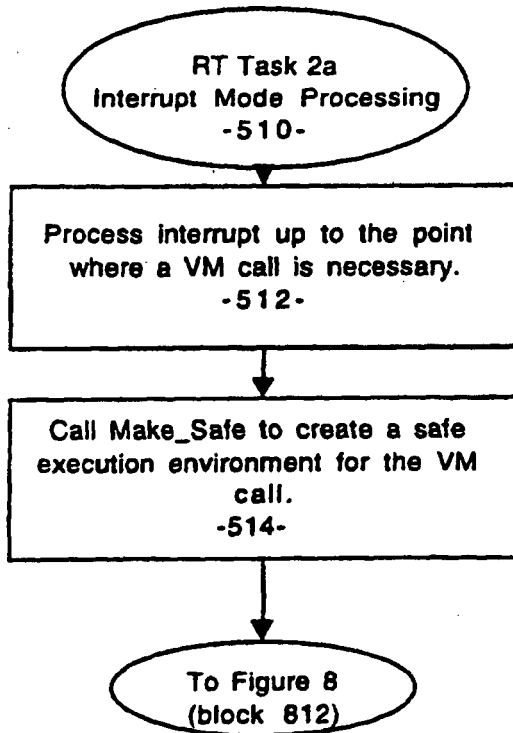 RT Task 2a
Interrupt Mode Processing
-510-
Process interrupt up to the point
where a VM call is necessary.
-512-
Call Make_Safe to create a safe
execution environment for the VM
call.
-514-
To Figure 8
(block 812)